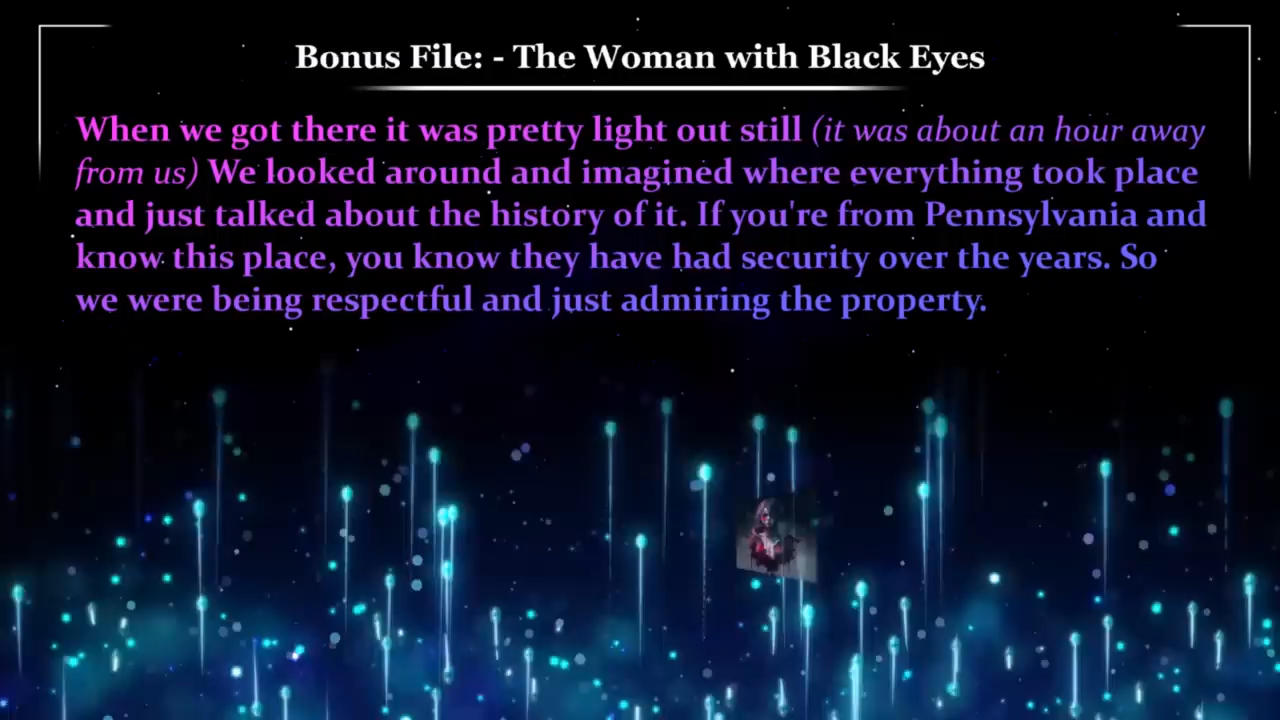 Bonus File: - The Woman with Black Eyes
When we got there it was pretty light out still (it was about an hour away
from us) We looked around and imagined where everything took place
and just talked about the history of it. If you're from Pennsylvania and
know this place, you know they have had security over the years. So
we were being respectful and just admiring the property.